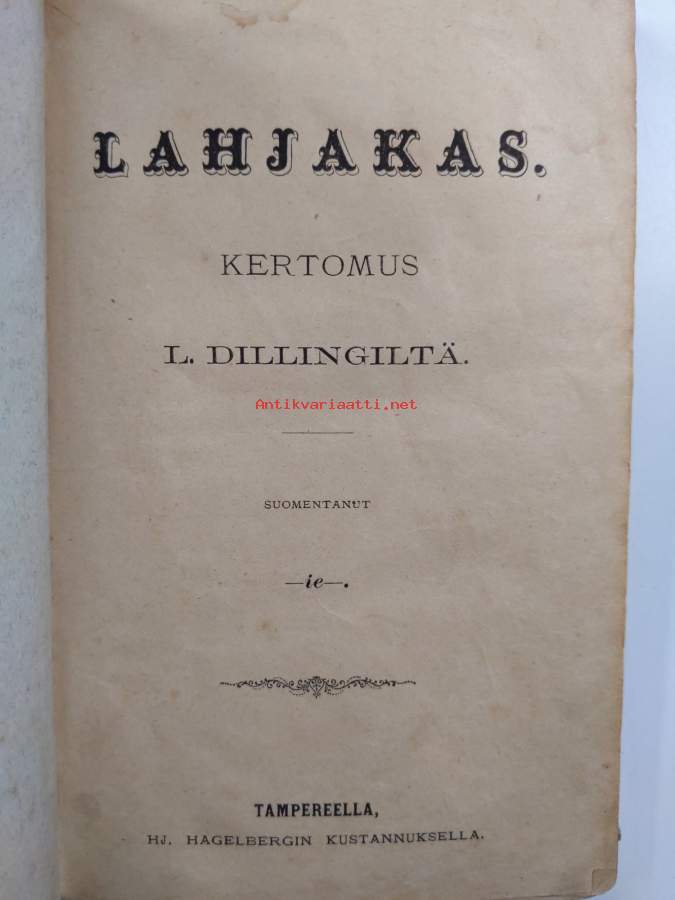 LAHJAKAS.
KERTOMUS
L. DILLINGILTÄ.
Antikvariaatti.net
SUOMENTANUT
—ie—.
TAMPEREELLA,
HJ. HAGELBERGIN KUSTANNUKSELLA.